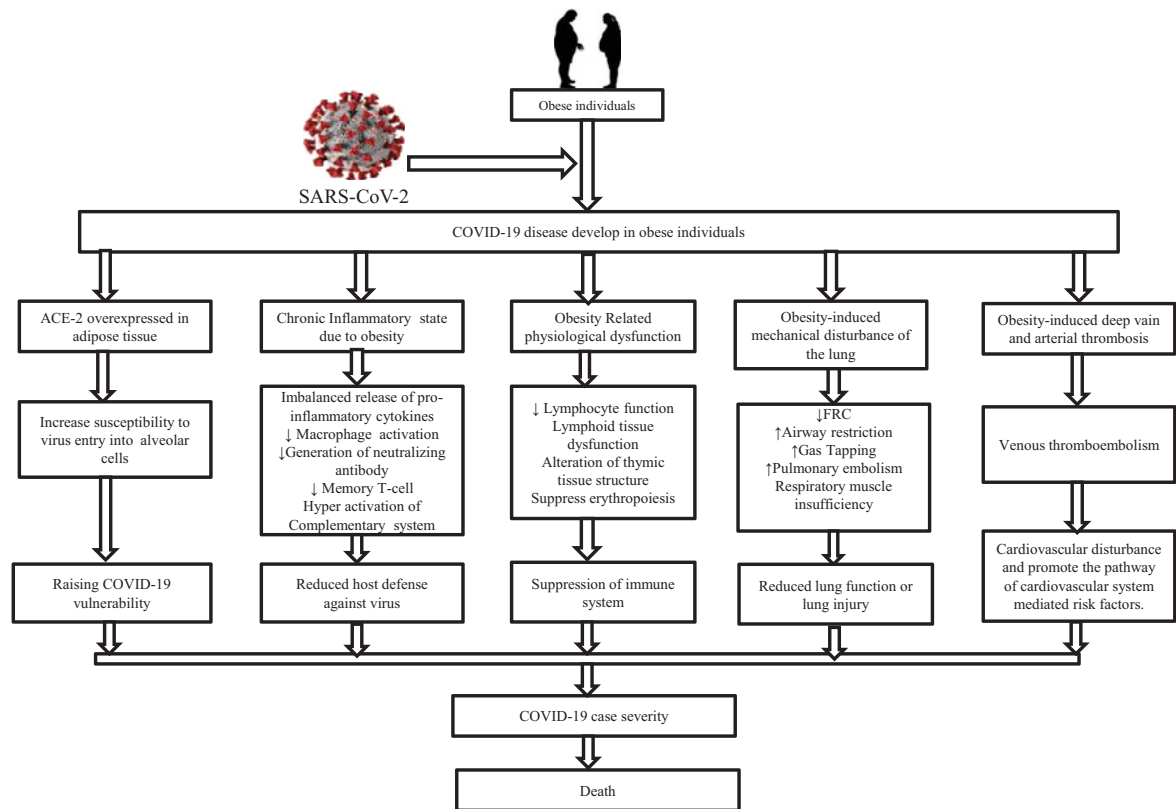 Obese individuals
SARS-CoV-2
COVID-19 disease develop in obese individuals
ACE-2 overexpressed in
adipose tissue
Increase susceptibility to
virus entry into alveolar
cells
Raising COVID-19
vulnerability
Chronic Inflammatory state
due to obesity
Imbalanced release of pro-
inflammatory cytokines
↓ Macrophage activation
↓Generation of neutralizing
antibody
↓ Memory T-cell
Hyper activation of
Complementary system
Reduced host defense
against virus
Obesity Related
physiological dysfunction
↓ Lymphocyte function
Lymphoid tissue
dysfunction
Alteration of thymic
tissue structure
Suppress erythropoiesis
Suppression of immune
system
Obesity-induced
mechanical disturbance of
the lung
↓FRC
↑Airway restriction
↑Gas Tapping
↑Pulmonary embolism
Respiratory muscle
insufficiency
Reduced lung function or
lung injury
Obesity-induced deep vain
and arterial thrombosis
Venous thromboembolism
Cardiovascular disturbance
and promote the pathway
of cardiovascular system
mediated risk factors.
COVID-19 case severity
Death